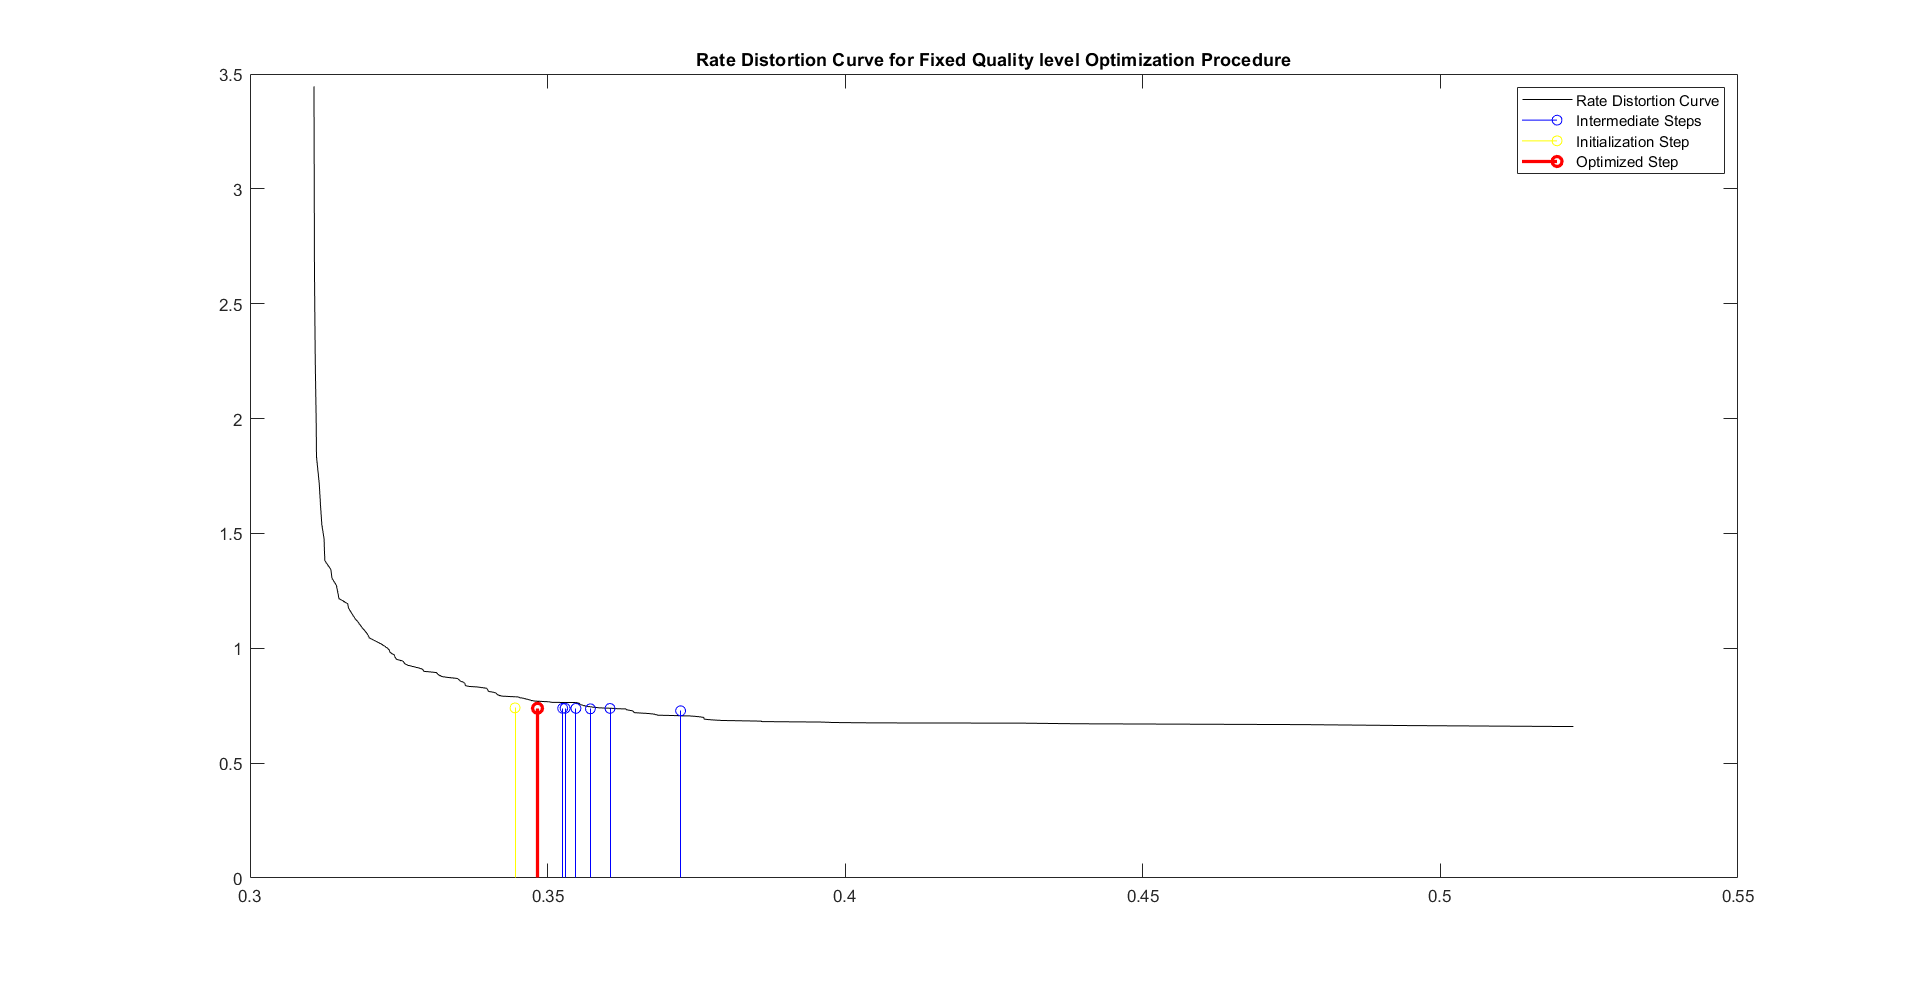 Rate Distortion Curve for Fixed Quality level Optimization Procedure
3.5
3
2.5
2
1.5
1
0.5
0
0.3
0.35
0.4
0.45
0.5
0.55
Rate Distortion Curve
Intermediate Steps
Initialization Step
Optimized Step